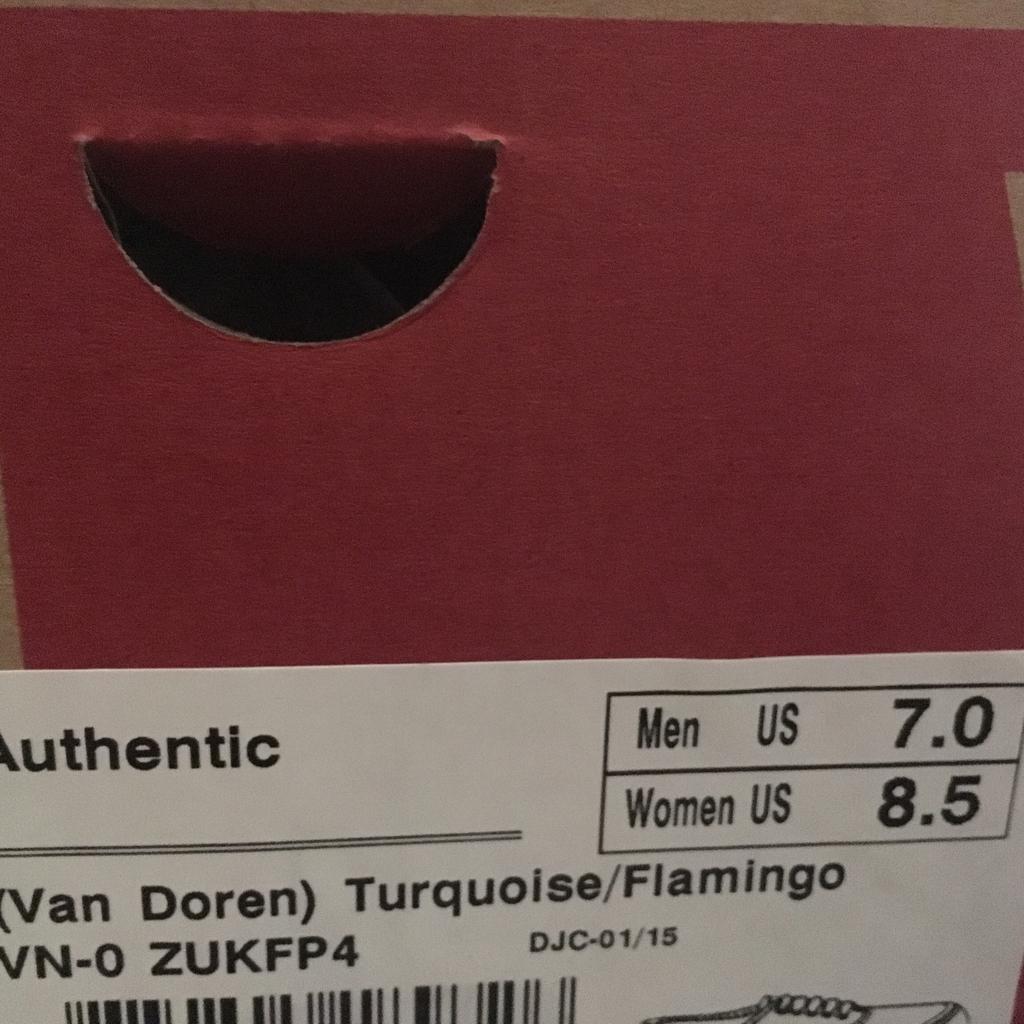 Authentic
Men US 7.0
Women US 8.5
(Van Doren) Turquoise/Flamingo
VN-0 ZUKFP4 DJC-01/15